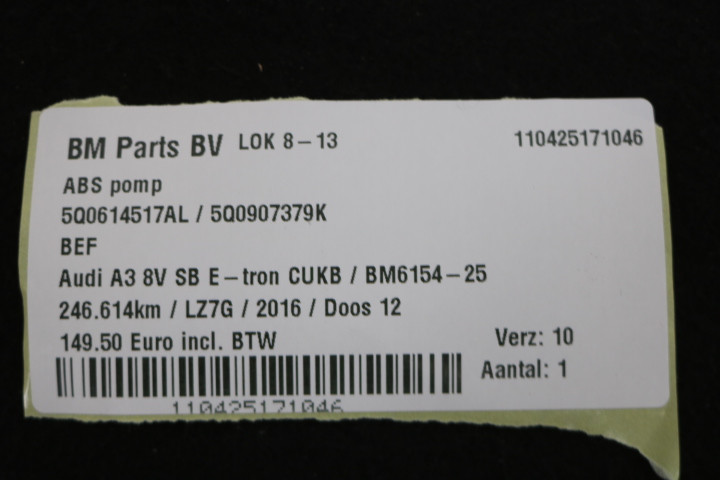 BM Parts BV LOK 8-13 110425171046
ABS pomp
5Q0614517AL / 5Q0907379K
BEF
Audi A3 8V SB E-tron CUKB / BM6154-25
246.614km / LZ7G / 2016 / Doos 12
149.50 Euro incl. BTW Verz: 10
Aantal: 1
110425171046